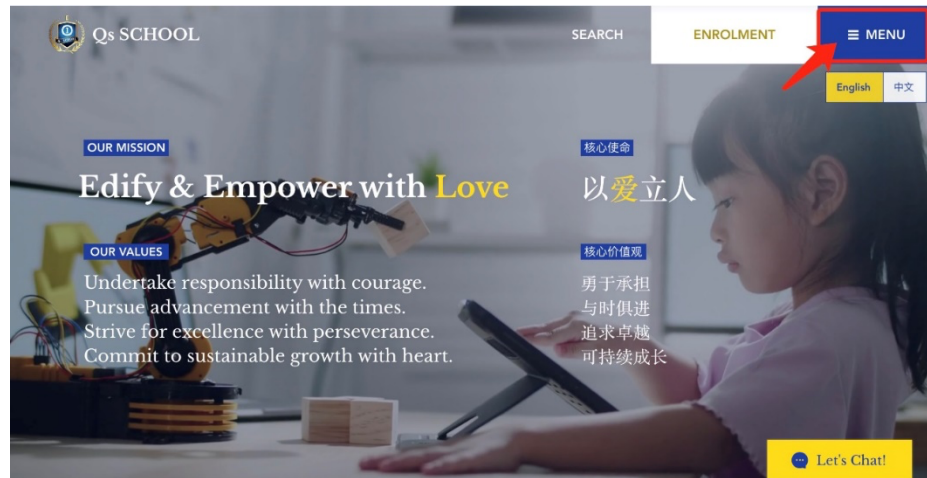 Qs SCHOOL
SEARCH
ENROLMENT
MENU
English
中文
OUR MISSION
Edify & Empower with Love
OUR VALUES
Undertake responsibility with courage.
Pursue advancement with the times.
Strive for excellence with perseverance.
Commit to sustainable growth with heart.
核心使命
以爱立人
核心价值观
勇于承担
与时俱进
追求卓越
可持续成长
Let's Chat!